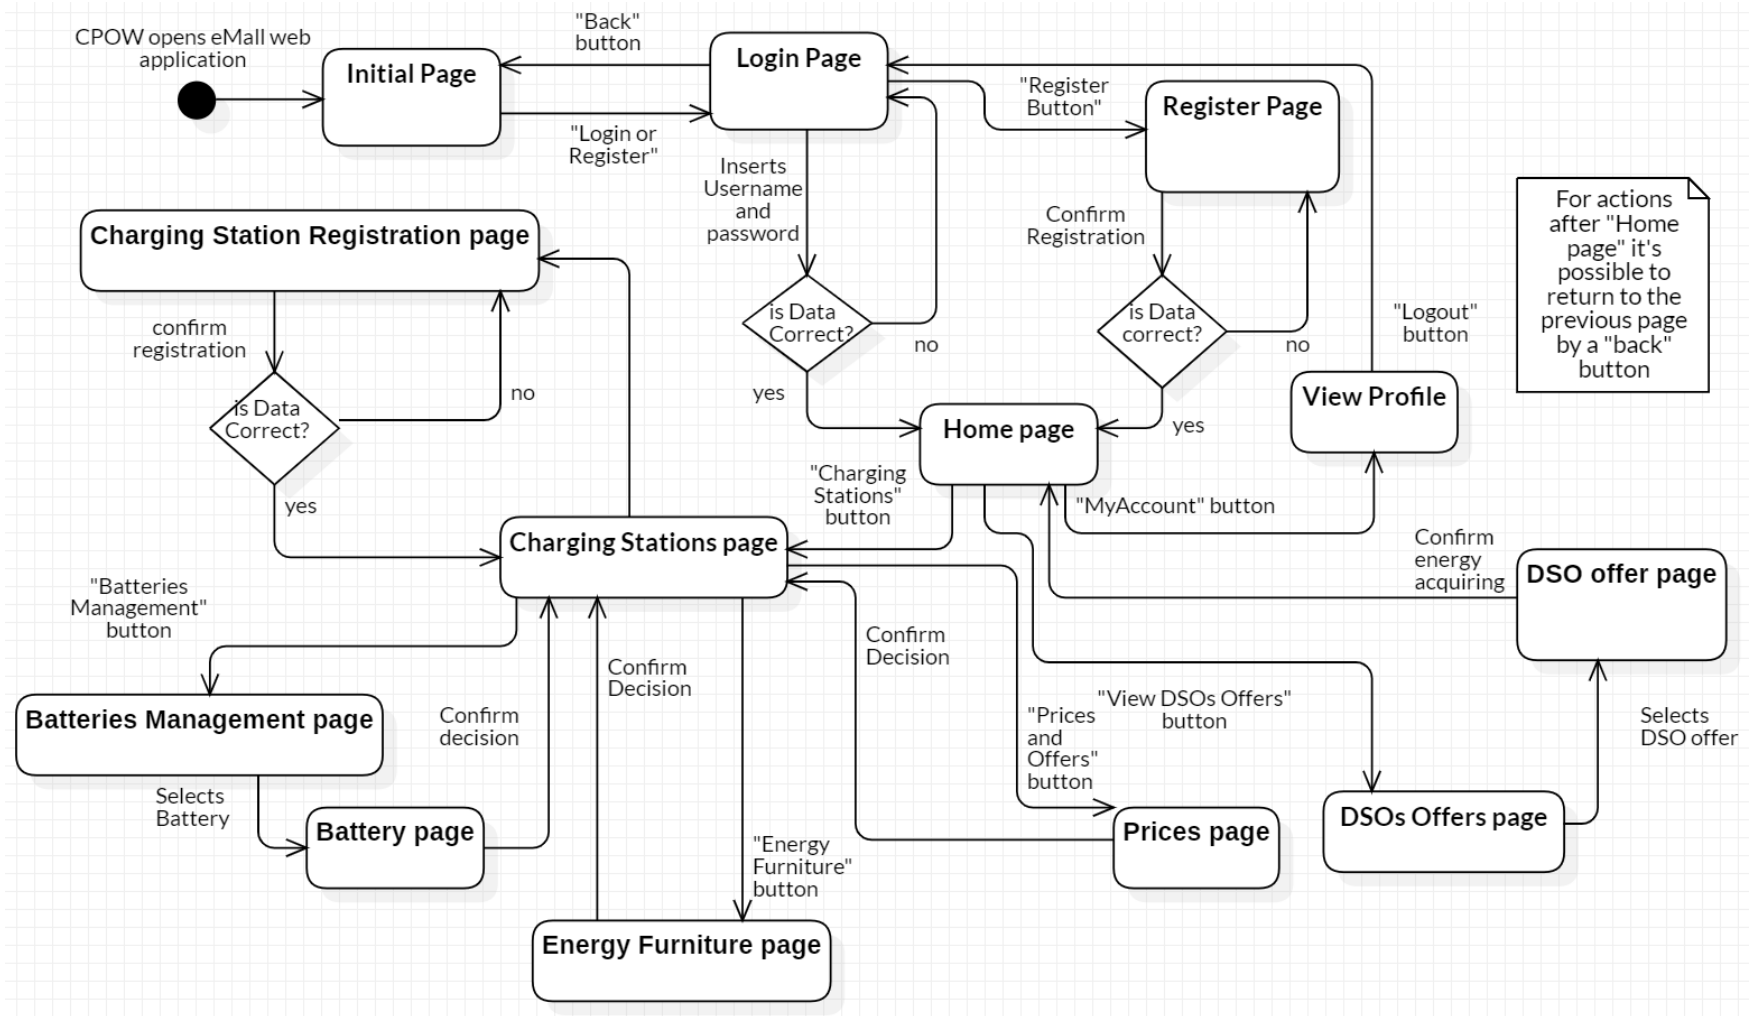 CPOW opens eMall web
application
Initial Page
"Back"
button
"Login or
Register"
Login Page
"Register
Button"
Register Page
Inserts
Username
and
password
Confirm
Registration
For actions
after "Home
page" it's
possible to
return to the
previous page
by a "back"
button
Charging Station Registration page
confirm
registration
is Data
Correct?
no
yes
is Data
Correct?
no
yes
is Data
correct?
no
yes
"Logout"
button
View Profile
Home page
"MyAccount" button
"Charging
Stations"
button
Charging Stations page
Confirm
energy
acquiring
DSO offer page
"Batteries
Management"
button
Confirm
Decision
Confirm
Decision
Batteries Management page
Confirm
decision
"View DSOs Offers"
button
"Prices
and
Offers"
button
Selects
DSO offer
Selects
Battery
Battery page
"Energy
Furniture"
button
Prices page
DSOs Offers page
Energy Furniture page